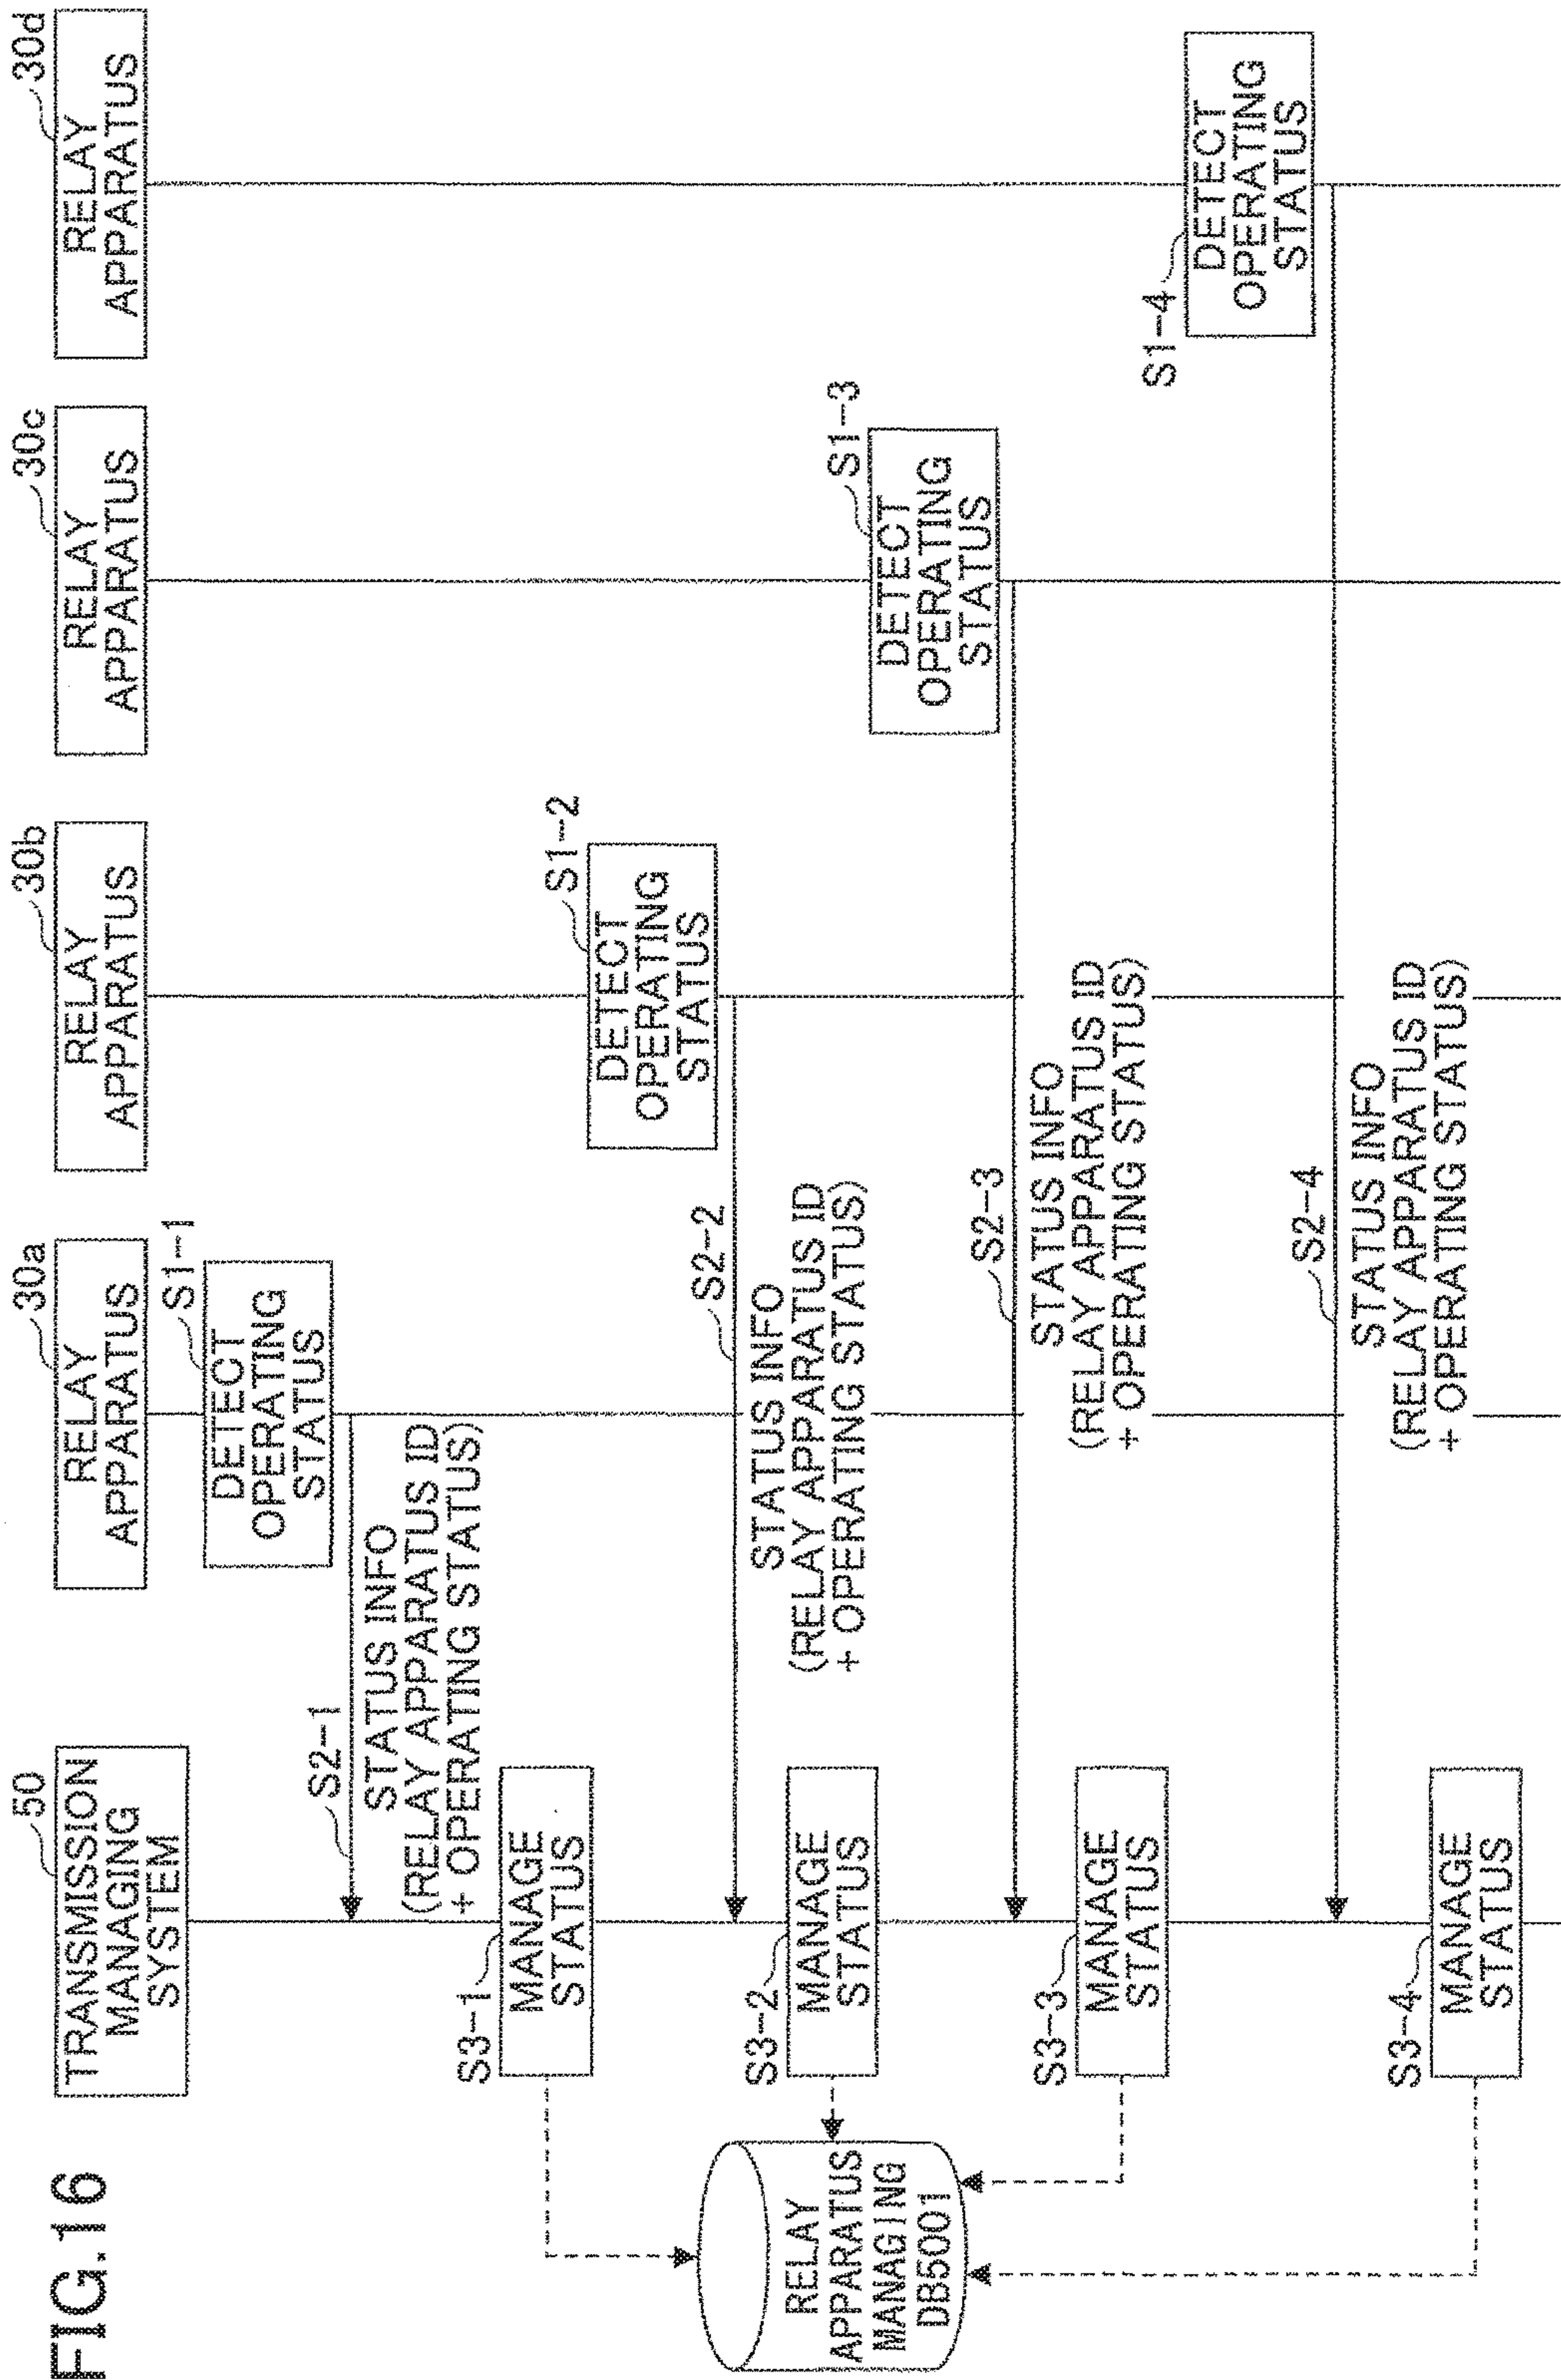 FIG.16
50
TRANSMISSION
MANAGING
SYSTEM
30a
RELAY
APPARATUS
30b
RELAY
APPARATUS
30c
RELAY
APPARATUS
30d
RELAY
APPARATUS
S1-1
DETECT
OPERATING
STATUS
S2-1
STATUS INFO
(RELAY APPARATUS ID
+ OPERATING STATUS)
S3-1
MANAGE
STATUS
S1-2
DETECT
OPERATING
STATUS
S2-2
STATUS INFO
(RELAY APPARATUS ID
+ OPERATING STATUS)
S3-2
MANAGE
STATUS
RELAY
APPARATUS
MANAGING
DB5001
S1-3
DETECT
OPERATING
STATUS
S2-3
STATUS INFO
(RELAY APPARATUS ID
+ OPERATING STATUS)
S3-3
MANAGE
STATUS
S1-4
DETECT
OPERATING
STATUS
S2-4
STATUS INFO
(RELAY APPARATUS ID
+ OPERATING STATUS)
S3-4
MANAGE
STATUS